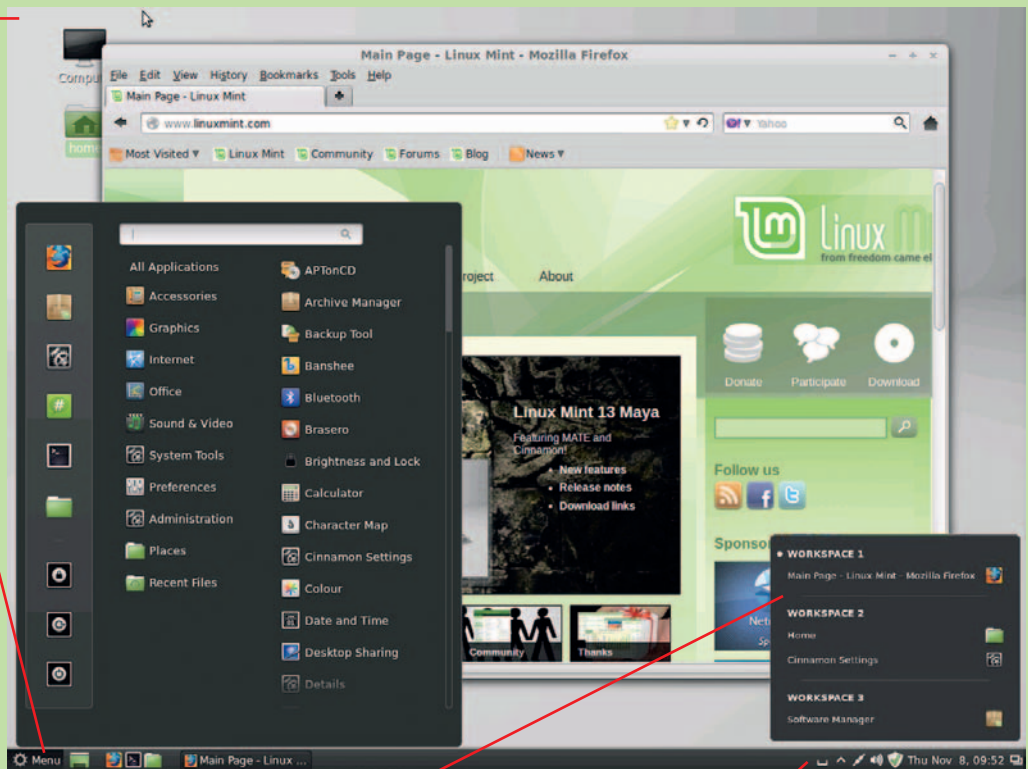 Main Page - Linux Mint - Mozilla Firefox
File Edit View History Bookmarks Tools Help
Main Page - Linux Mint
www.linuxmint.com
Yahoo
Most Visited
Linux Mint
Community
Forums
Blog
News
home
Linux
from freedom came
About
Donate
Participate
Download
Linux Mint 13 Maya
Featuring MATE and
Cinnamon!
New features
Release notes
Download links
Follow us
Community
Thanks
All Applications
Accessories
Graphics
Internet
Office
Sound & Video
System Tools
Preferences
Administration
Places
Recent Files
APTonCD
Archive Manager
Backup Tool
Banshee
Bluetooth
Brasero
Brightness and Lock
Calculator
Character Map
Cinnamon Settings
Colour
Date and Time
Desktop Sharing
Details
WORKSPACE 1
Main Page - Linux Mint - Mozilla Firefox
WORKSPACE 2
Home
Cinnamon Settings
WORKSPACE 3
Software Manager
Menu
Main Page - Linux ...
Thu Nov 8, 09:52